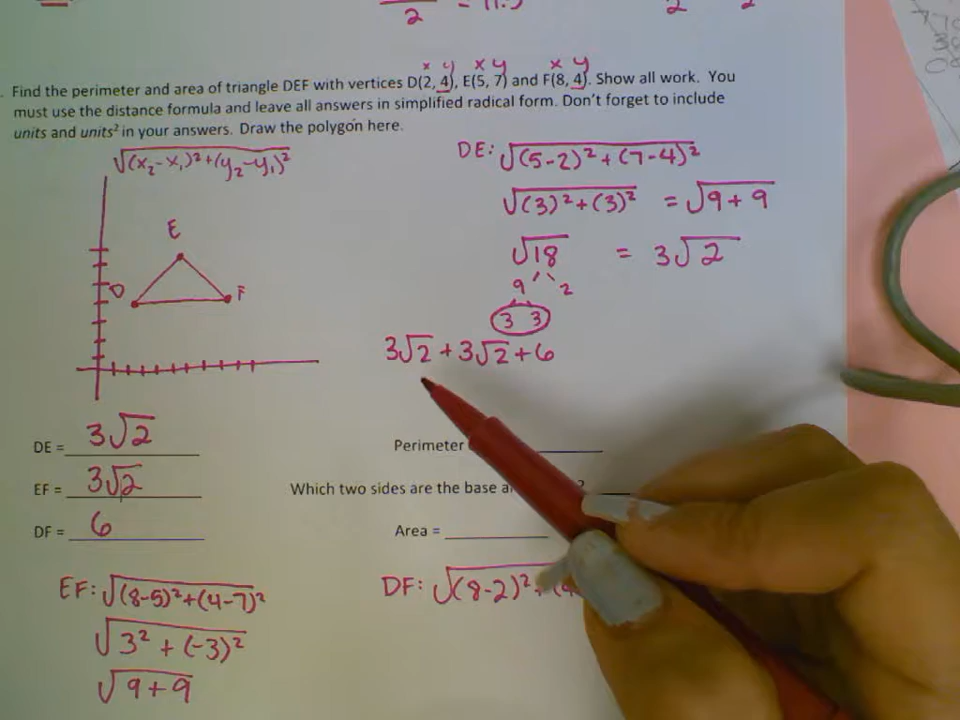 2
2
2
x y x y x y
. Find the perimeter and area of triangle DEF with vertices D(2, 4), E(5, 7) and F(8, 4). Show all work. You
must use the distance formula and leave all answers in simplified radical form. Don't forget to include
units and units² in your answers. Draw the polygon here.
√(x₂-x₁)²+(y₂-y₁)²
DE: √(5-2)²+(7-4)²
√(3)²+(3)² = √9+9
√18 = 3√2
9 2
3 3
E
D F
3√2 + 3√2 + 6
DE = 3√2
Perimeter
EF = 3√2
Which two sides are the base
DF = 6
Area =
EF: √(8-5)²+(4-7)²
√3²+(-3)²
√9+9
DF: √(8-2)²+